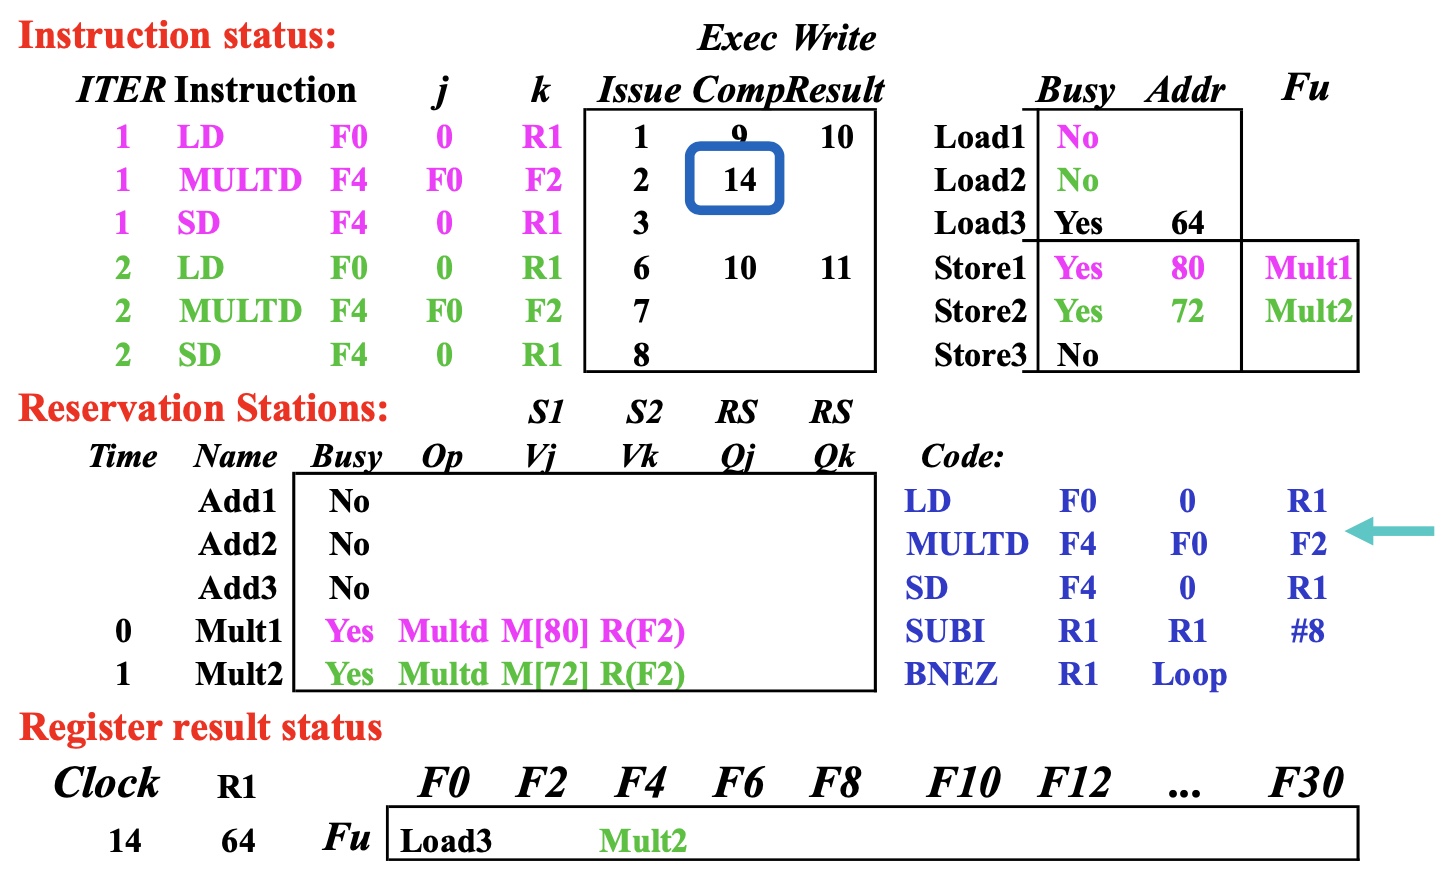 Instruction status: Exec Write
ITER Instruction j k Issue Comp Result Busy Addr Fu
1 LD F0 0 R1 1 9 10 Load1 No
1 MULTD F4 F0 F2 2 14 Load2 No
1 SD F4 0 R1 3 Load3 Yes 64
2 LD F0 0 R1 6 10 11 Store1 Yes 80 Mult1
2 MULTD F4 F0 F2 7 Store2 Yes 72 Mult2
2 SD F4 0 R1 8 Store3 No
Reservation Stations: S1 S2 RS RS
Time Name Busy Op Vj Vk Qj Qk Code:
Add1 No LD F0 0 R1
Add2 No MULTD F4 F0 F2
Add3 No SD F4 0 R1
0 Mult1 Yes Multd M[80] R(F2) SUBI R1 R1 #8
1 Mult2 Yes Multd M[72] R(F2) BNEZ R1 Loop
Register result status
Clock R1 F0 F2 F4 F6 F8 F10 F12 ... F30
14 64 Fu Load3 Mult2